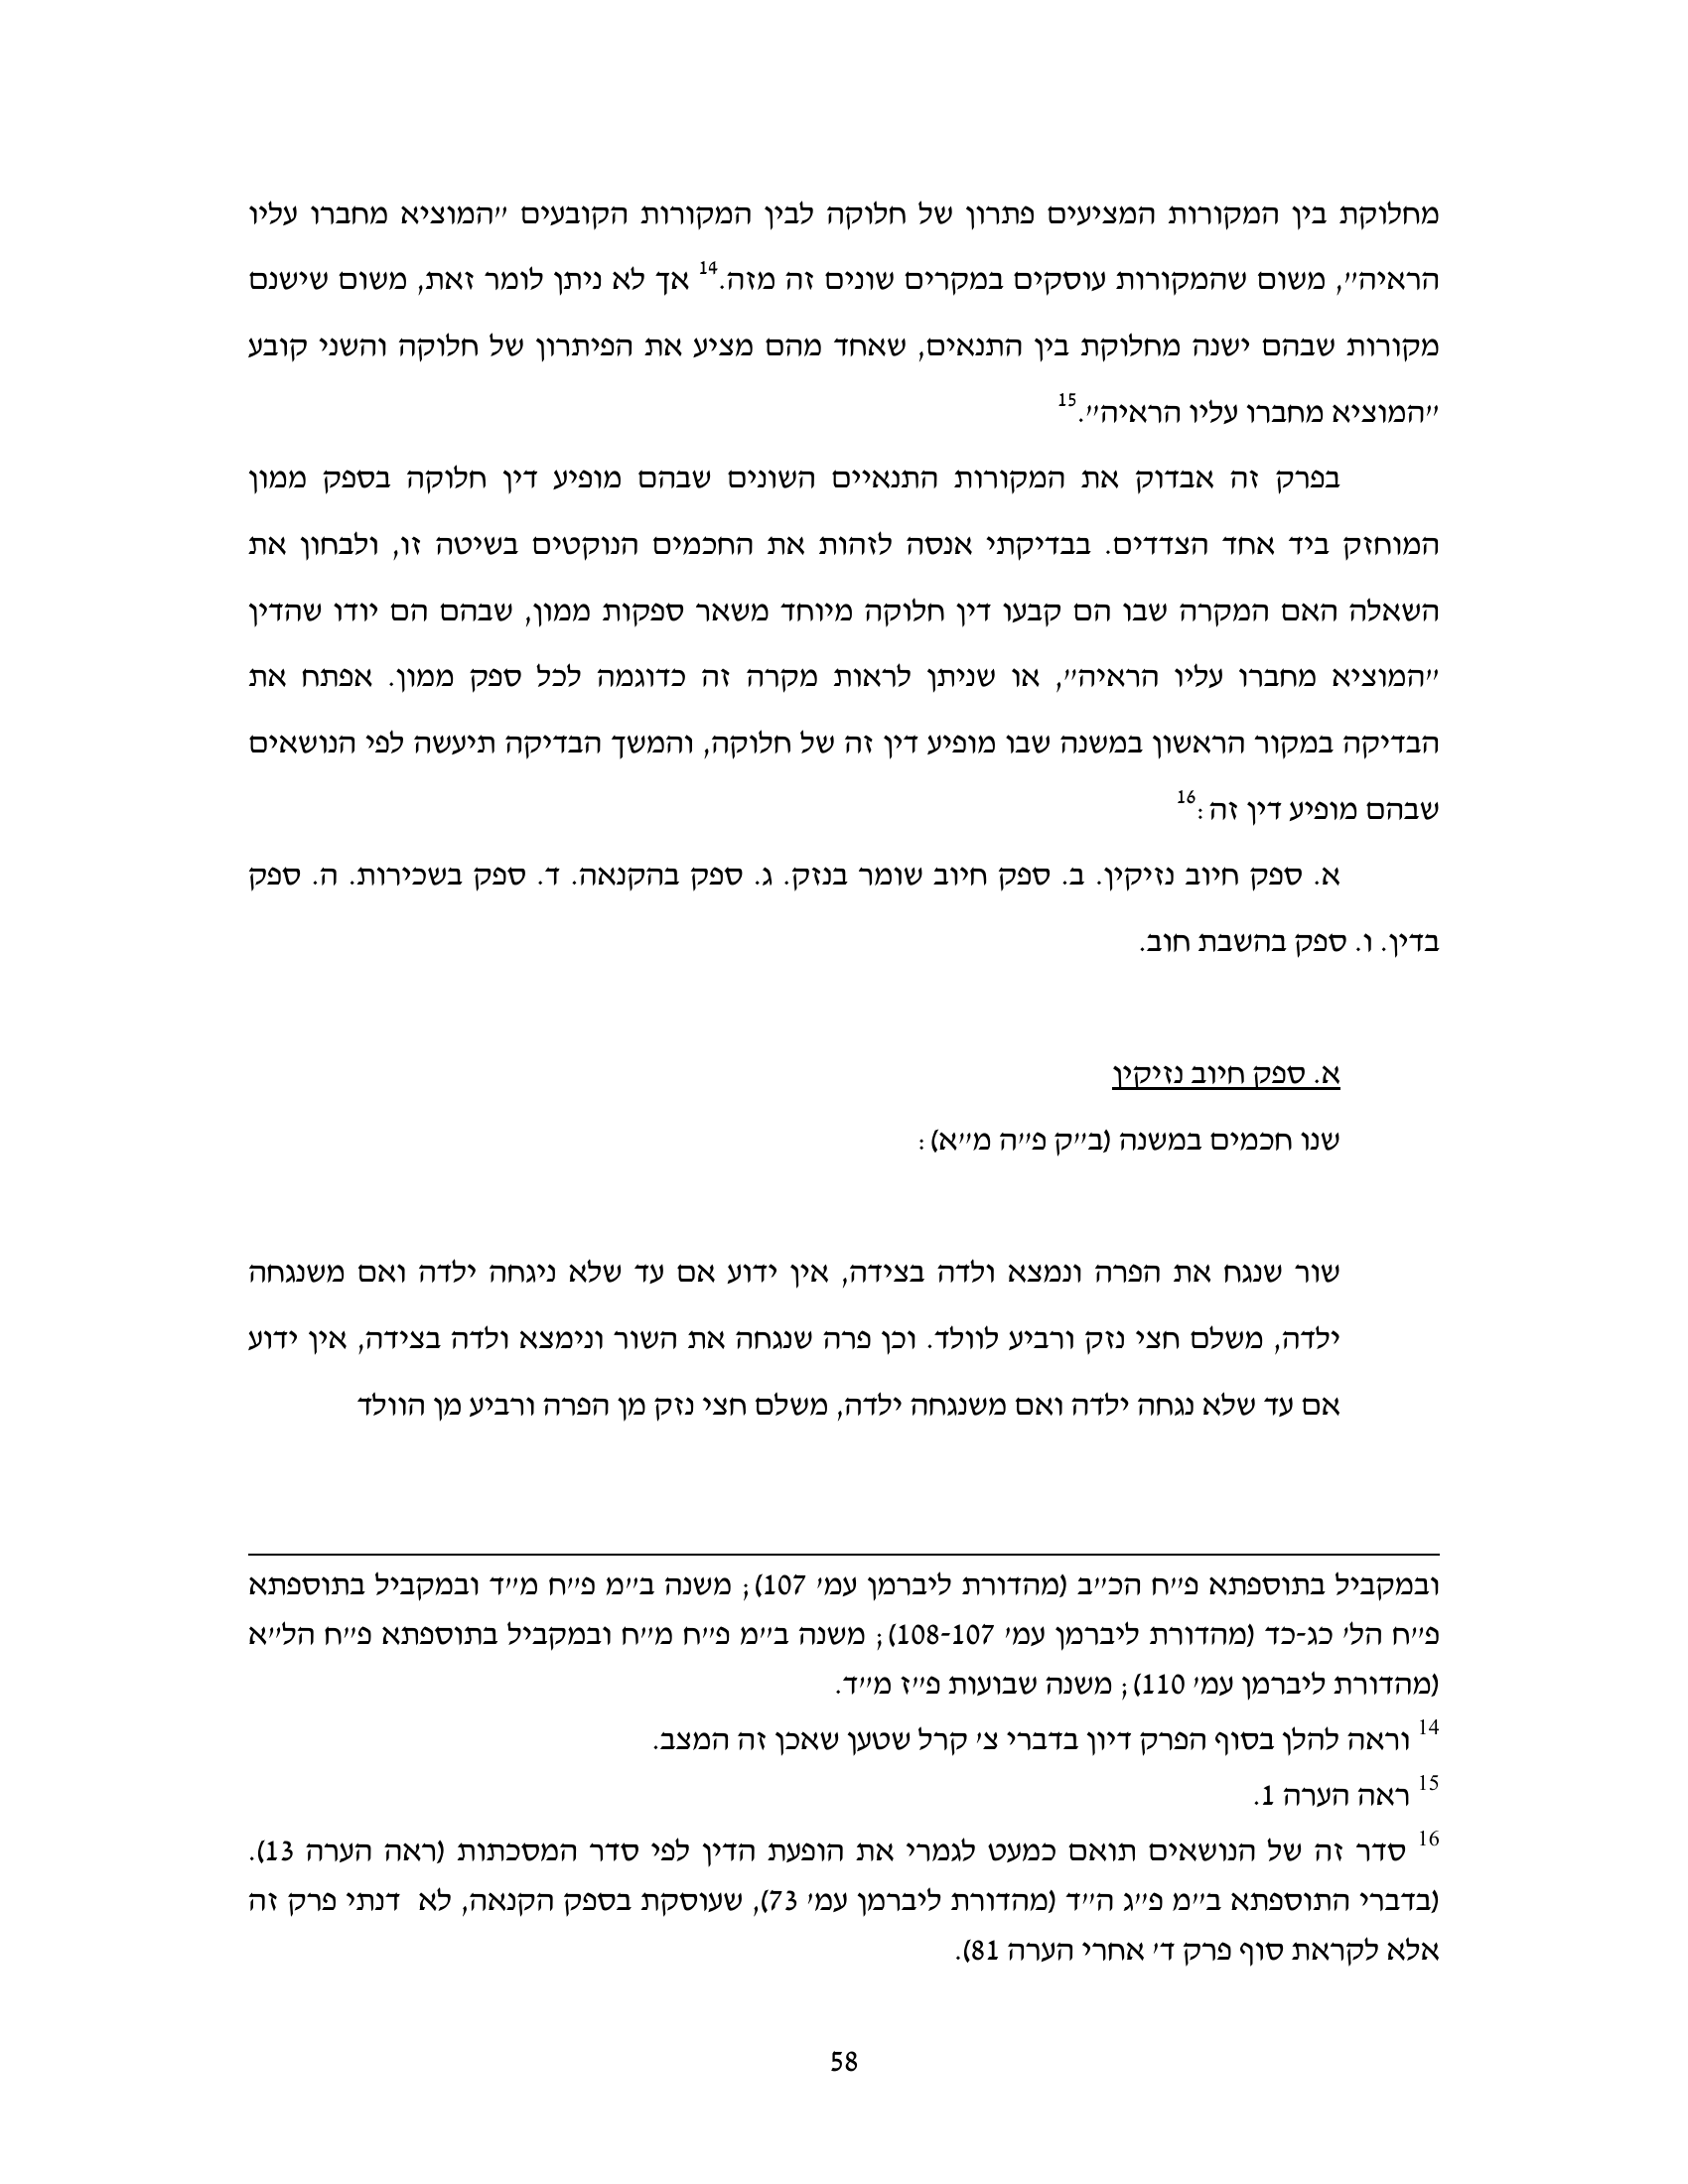 מחלוקת בין המקורות המציעים פתרון של חלוקה לבין המקורות הקובעים "המוציא מחברו עליו
הראיה", משום שהמקורות עוסקים במקרים שונים זה מזה.14 אך לא ניתן לומר זאת, משום שישנם
מקורות שבהם ישנה מחלוקת בין התנאים, שאחד מהם מציע את הפיתרון של חלוקה והשני קובע
"המוציא מחברו עליו הראיה".15
בפרק זה אבדוק את המקורות התנאיים השונים שבהם מופיע דין חלוקה בספק ממון
המוחזק ביד אחד הצדדים. בבדיקתי אנסה לזהות את החכמים הנוקטים בשיטה זו, ולבחון את
השאלה האם המקרה שבו הם קבעו דין חלוקה מיוחד משאר ספקות ממון, שבהם הם יודו שהדין
"המוציא מחברו עליו הראיה", או שניתן לראות מקרה זה כדוגמה לכל ספק ממון. אפתח את
הבדיקה במקור הראשון במשנה שבו מופיע דין זה של חלוקה, והמשך הבדיקה תיעשה לפי הנושאים
שבהם מופיע דין זה:16
א. ספק חיוב נזיקין. ב. ספק חיוב שומר בנזק. ג. ספק בהקנאה. ד. ספק בשכירות. ה. ספק
בדין. ו. ספק בהשבת חוב.
א. ספק חיוב נזיקין
שנו חכמים במשנה (ב"ק פ"ה מ"א):
שור שנגח את הפרה ונמצא ולדה בצידה, אין ידוע אם עד שלא ניגחה ילדה ואם משנגחה
ילדה, משלם חצי נזק ורביע לוולד. וכן פרה שנגחה את השור ונימצא ולדה בצידה, אין ידוע
אם עד שלא נגחה ילדה ואם משנגחה ילדה, משלם חצי נזק מן הפרה ורביע מן הוולד
ובמקביל בתוספתא פ"ח הכ"ב (מהדורת ליברמן עמ' 107); משנה ב"מ פ"ח מ"ד ובמקביל בתוספתא
פ"ח הל' כג-כד (מהדורת ליברמן עמ' 108-107); משנה ב"מ פ"ח מ"ח ובמקביל בתוספתא פ"ח הל"א
(מהדורת ליברמן עמ' 110); משנה שבועות פ"ז מ"ד.
14 וראה להלן בסוף הפרק דיון בדברי צ' קרל שטען שאכן זה המצב.
15 ראה הערה 1.
16 סדר זה של הנושאים תואם כמעט לגמרי את הופעת הדין לפי סדר המסכתות (ראה הערה 13).
(בדברי התוספתא ב"מ פ"ג ה"ד (מהדורת ליברמן עמ' 73), שעוסקת בספק הקנאה, לא דנתי פרק זה
אלא לקראת סוף פרק ד' אחרי הערה 81).
58